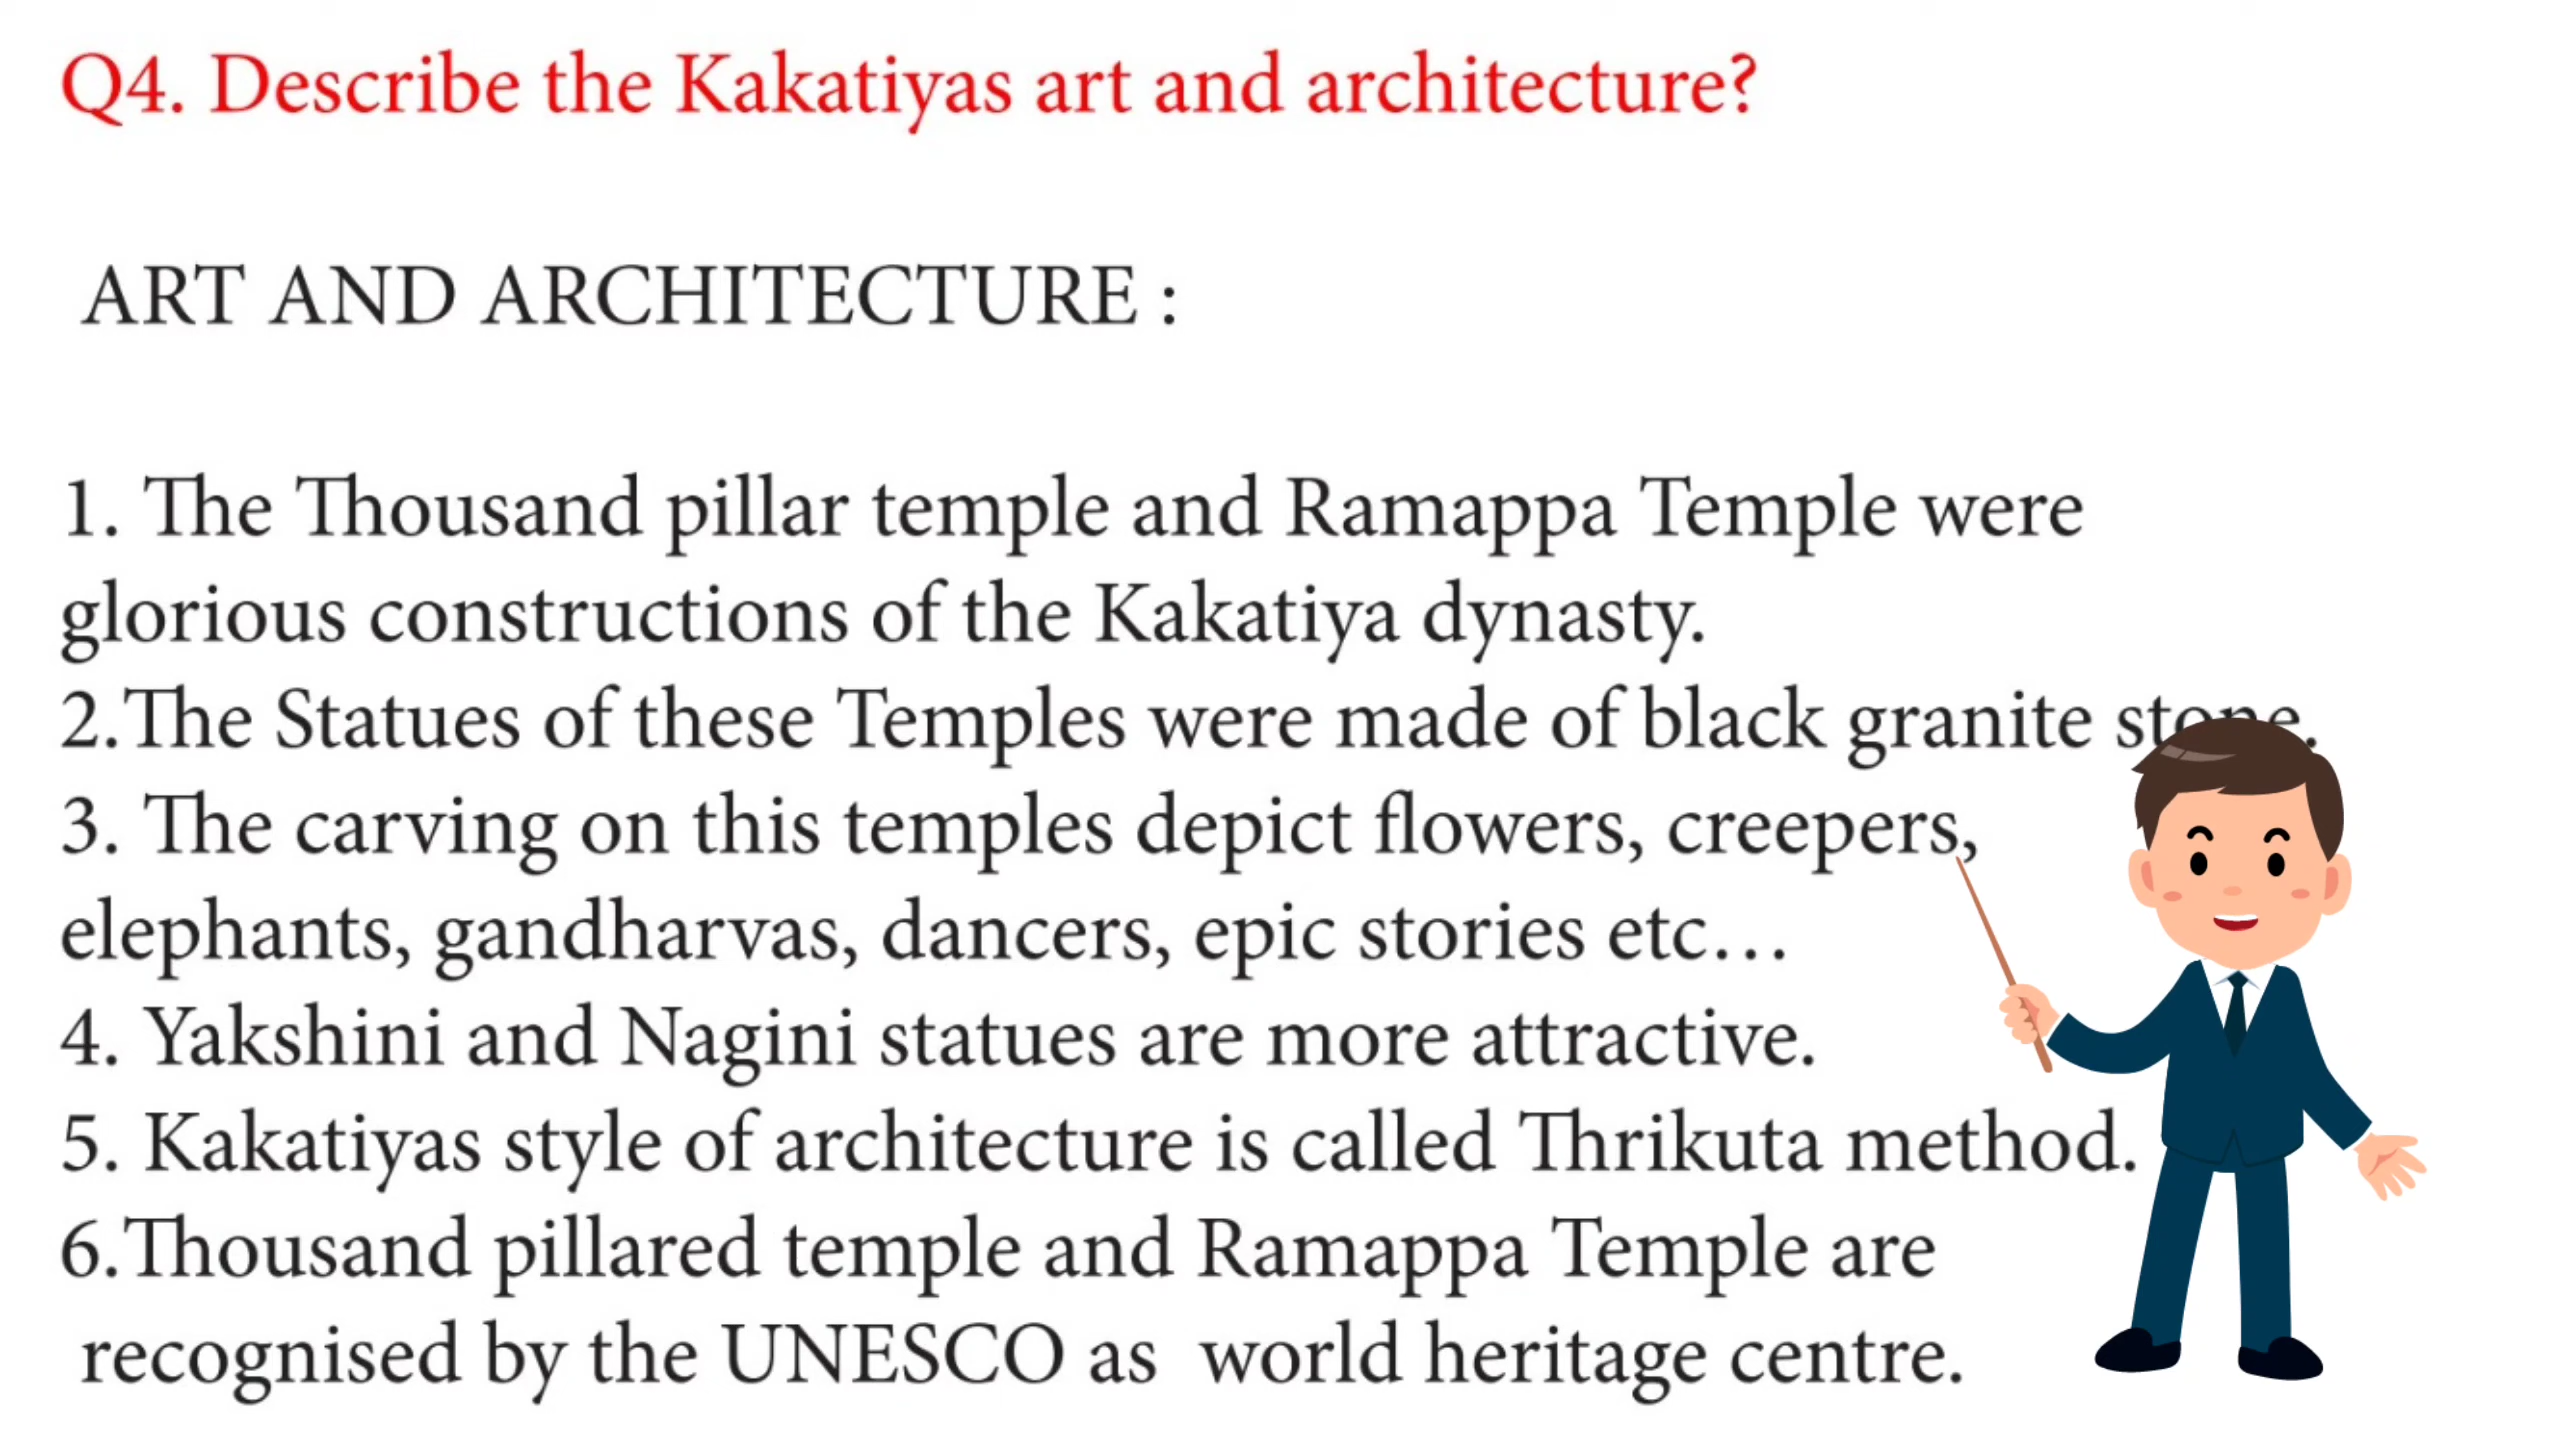 Q4. Describe the Kakatiyas art and architecture?
ART AND ARCHITECTURE :
1. The Thousand pillar temple and Ramappa Temple were
glorious constructions of the Kakatiya dynasty.
2.The Statues of these Temples were made of black granite stone.
3. The carving on this temples depict flowers, creepers,
elephants, gandharvas, dancers, epic stories etc…
4. Yakshini and Nagini statues are more attractive.
5. Kakatiyas style of architecture is called Thrikuta method.
6.Thousand pillared temple and Ramappa Temple are
recognised by the UNESCO as  world heritage centre.